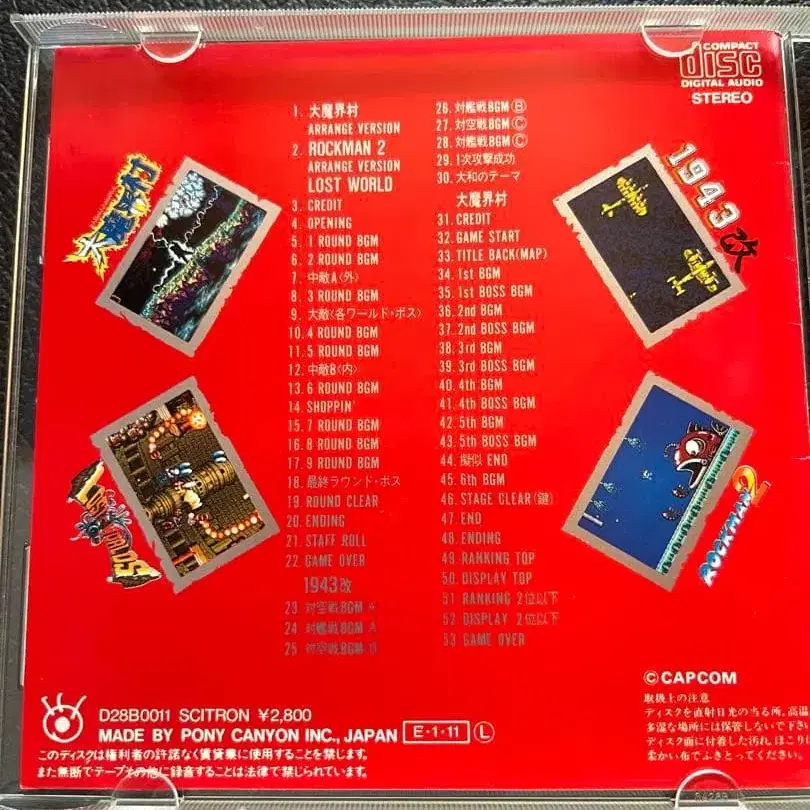 COMPACT
disc
DIGITAL AUDIO
STEREO
1. 大魔界村
ARRANGE VERSION
2. ROCKMAN 2
ARRANGE VERSION
LOST WORLD
3. CREDIT
4. OPENING
5. 1 ROUND BGM
6. 2 ROUND BGM
7. 中敵A〈外〉
8. 3 ROUND BGM
9. 大敵〈各ワールド・ボス〉
10. 4 ROUND BGM
11. 5 ROUND BGM
12. 中敵B〈内〉
13. 6 ROUND BGM
14. SHOPPIN'
15. 7 ROUND BGM
16. 8 ROUND BGM
17. 9 ROUND BGM
18. 最終ラウンド・ボス
19. ROUND CLEAR
20. ENDING
21. STAFF ROLL
22. GAME OVER
1943改
23 対空戦BGM A
24 対艦戦BGM A
25 対空戦BGM B
26. 対艦戦BGM Ⓑ
27. 対空戦BGM Ⓒ
28. 対艦戦BGM Ⓒ
29. 1次攻撃成功
30. 大和のテーマ
大魔界村
31. CREDIT
32. GAME START
33. TITLE BACK(MAP)
34. 1st BGM
35. 1st BOSS BGM
36. 2nd BGM
37. 2nd BOSS BGM
38. 3rd BGM
39. 3rd BOSS BGM
40. 4th BGM
41. 4th BOSS BGM
42. 5th BGM
43. 5th BOSS BGM
44. 擬似 END
45. 6th BGM
46. STAGE CLEAR(鍵)
47. END
48. ENDING
49. RANKING TOP
50. DISPLAY TOP
51 RANKING 2位以下
52 DISPLAY 2位以下
53 GAME OVER
大魔界村
1943改
LOST WORLDS
ROCKMAN 2
D28B0011 SCITRON ¥2,800
MADE BY PONY CANYON INC., JAPAN E・1・11 Ⓛ
このディスクは権利者の許諾なく賃貸業に使用することを禁じます。
また無断でテープその他に録音することは法律で禁じられています。
©CAPCOM
取扱上の注意
ディスクを直射日光の当る所、高温
多湿な場所には保管しないで下さ
ディスク面に付着した汚れ、ほこり
柔かい布でふきとってください。